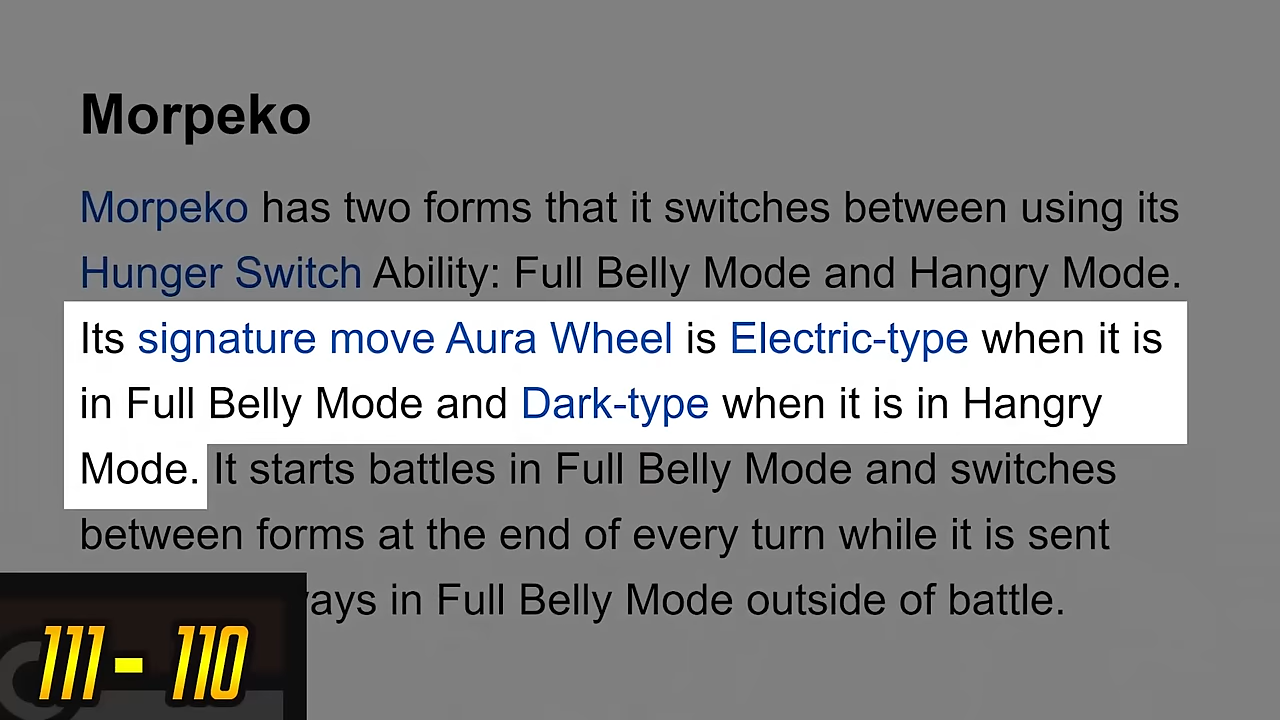 Morpeko
Morpeko has two forms that it switches between using its
Hunger Switch Ability: Full Belly Mode and Hangry Mode.
Its signature move Aura Wheel is Electric-type when it is
in Full Belly Mode and Dark-type when it is in Hangry
Mode. It starts battles in Full Belly Mode and switches
between forms at the end of every turn while it is sent
in Full Belly Mode outside of battle.
111- 110